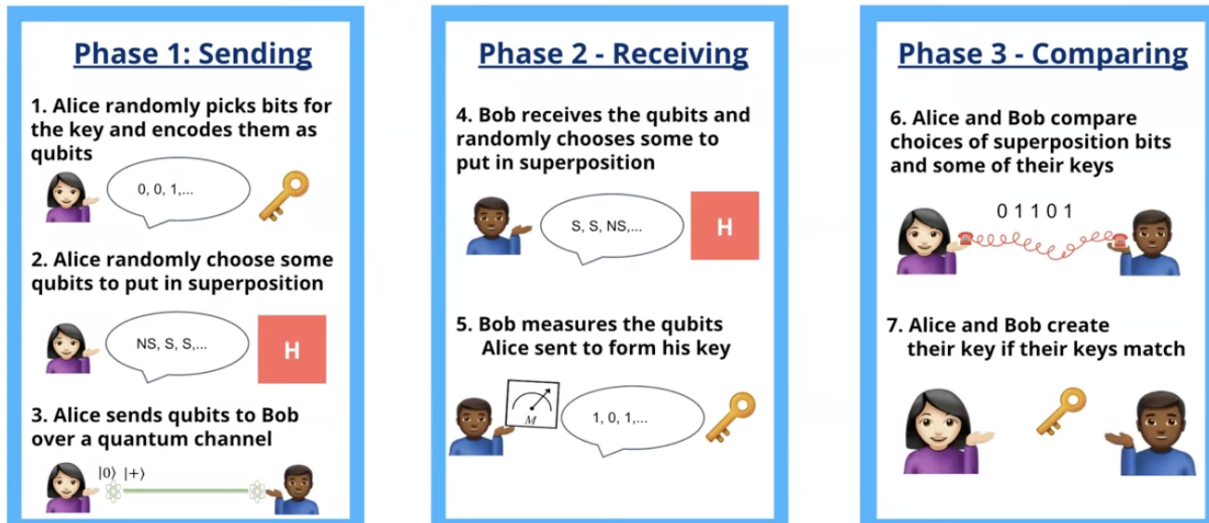 Phase 1: Sending
1. Alice randomly picks bits for
the key and encodes them as
qubits
0, 0, 1,...
2. Alice randomly choose some
qubits to put in superposition
NS, S, S,...
H
3. Alice sends qubits to Bob
over a quantum channel
|0⟩ |+⟩
Phase 2 - Receiving
4. Bob receives the qubits and
randomly chooses some to
put in superposition
S, S, NS,...
H
5. Bob measures the qubits
Alice sent to form his key
M
1, 0, 1,...
Phase 3 - Comparing
6. Alice and Bob compare
choices of superposition bits
and some of their keys
0 1 1 0 1
7. Alice and Bob create
their key if their keys match